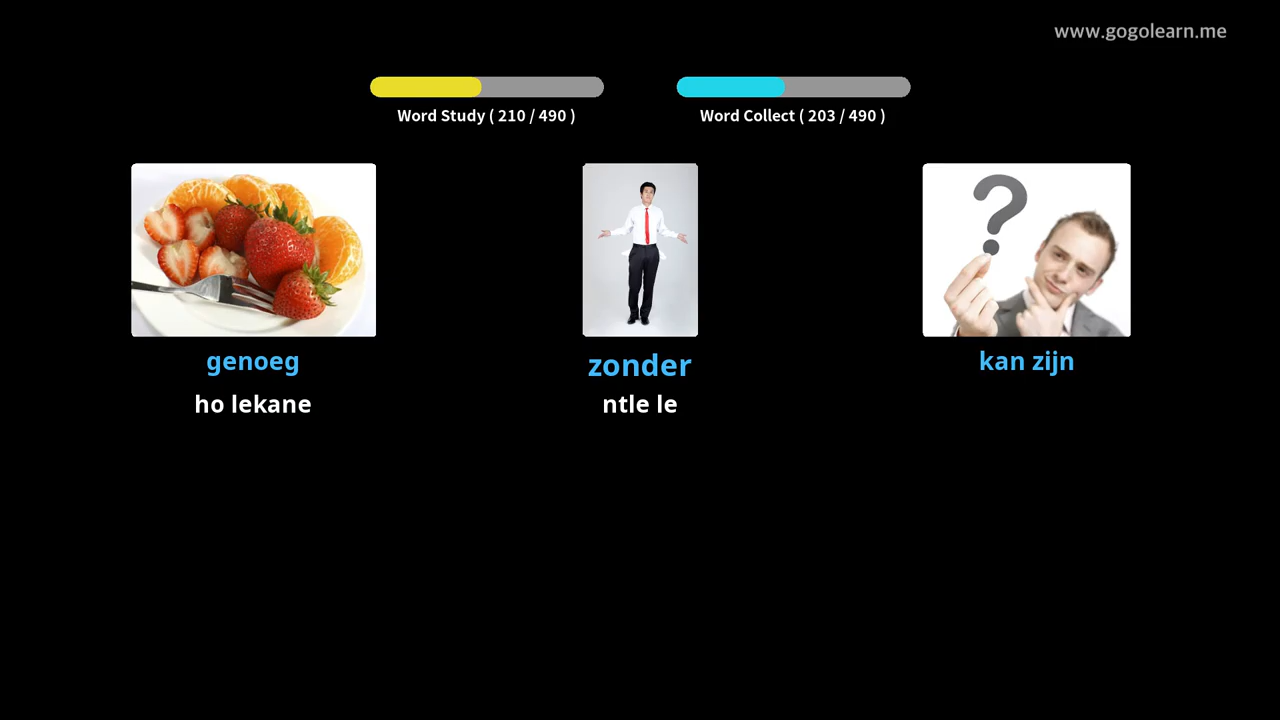 www.gogolearn.me
Word Study ( 210 / 490 )
Word Collect ( 203 / 490 )
genoeg
zonder
kan zijn
ho lekane
ntle le